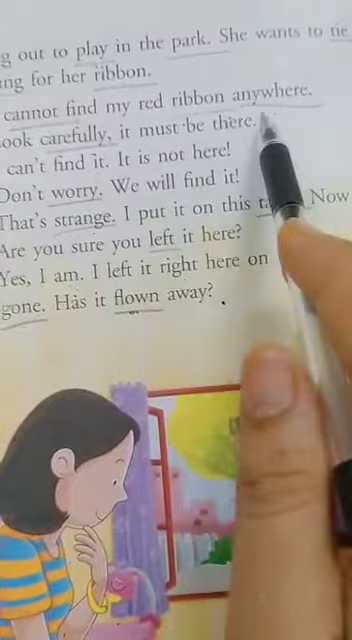 g out to play in the park. She wants to tie
ng for her ribbon.
cannot find my red ribbon anywhere.
ook carefully, it must be there.
can't find it. It is not here!
Don't worry. We will find it!
That's strange. I put it on this Now
Are you sure you left it here?
Yes, I am. I left it right here on
gone. Has it flown away?